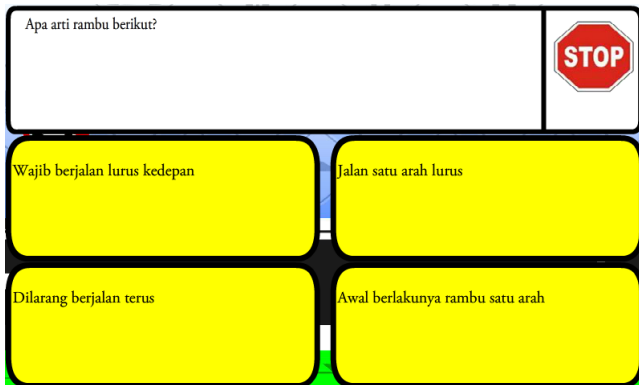 Apa arti rambu berikut?
STOP
Wajib berjalan lurus kedepan
Jalan satu arah lurus
Dilarang berjalan terus
Awal berlakunya rambu satu arah